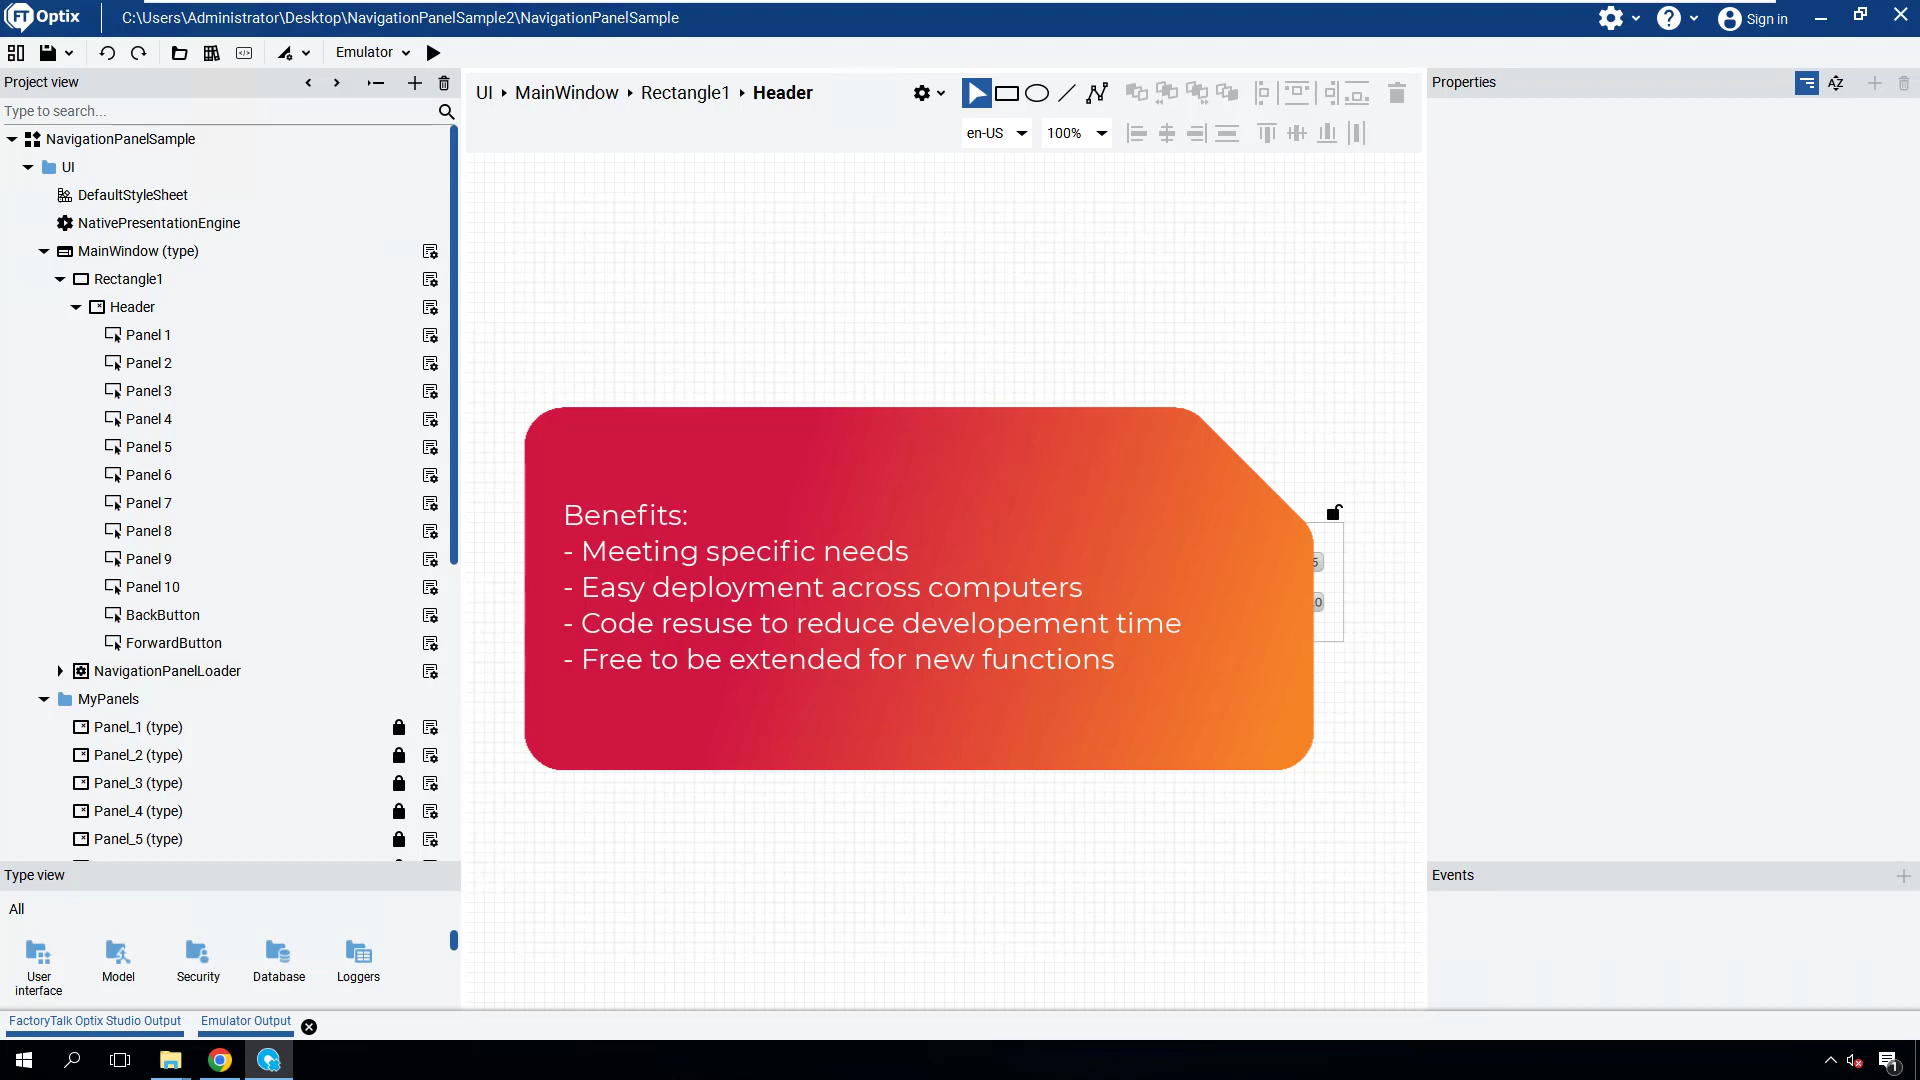 FT Optix
C:\Users\Administrator\Desktop\NavigationPanelSample2\NavigationPanelSample
Sign in
Emulator
Project view
Type to search...
NavigationPanelSample
UI
DefaultStyleSheet
NativePresentationEngine
MainWindow (type)
Rectangle1
Header
Panel 1
Panel 2
Panel 3
Panel 4
Panel 5
Panel 6
Panel 7
Panel 8
Panel 9
Panel 10
BackButton
ForwardButton
NavigationPanelLoader
MyPanels
Panel_1 (type)
Panel_2 (type)
Panel_3 (type)
Panel_4 (type)
Panel_5 (type)
Type view
All
User interface
Model
Security
Database
Loggers
UI MainWindow Rectangle1 Header
en-US
100%
Benefits:
- Meeting specific needs
- Easy deployment across computers
- Code resuse to reduce developement time
- Free to be extended for new functions
5
0
Properties
Events
FactoryTalk Optix Studio Output
Emulator Output
1